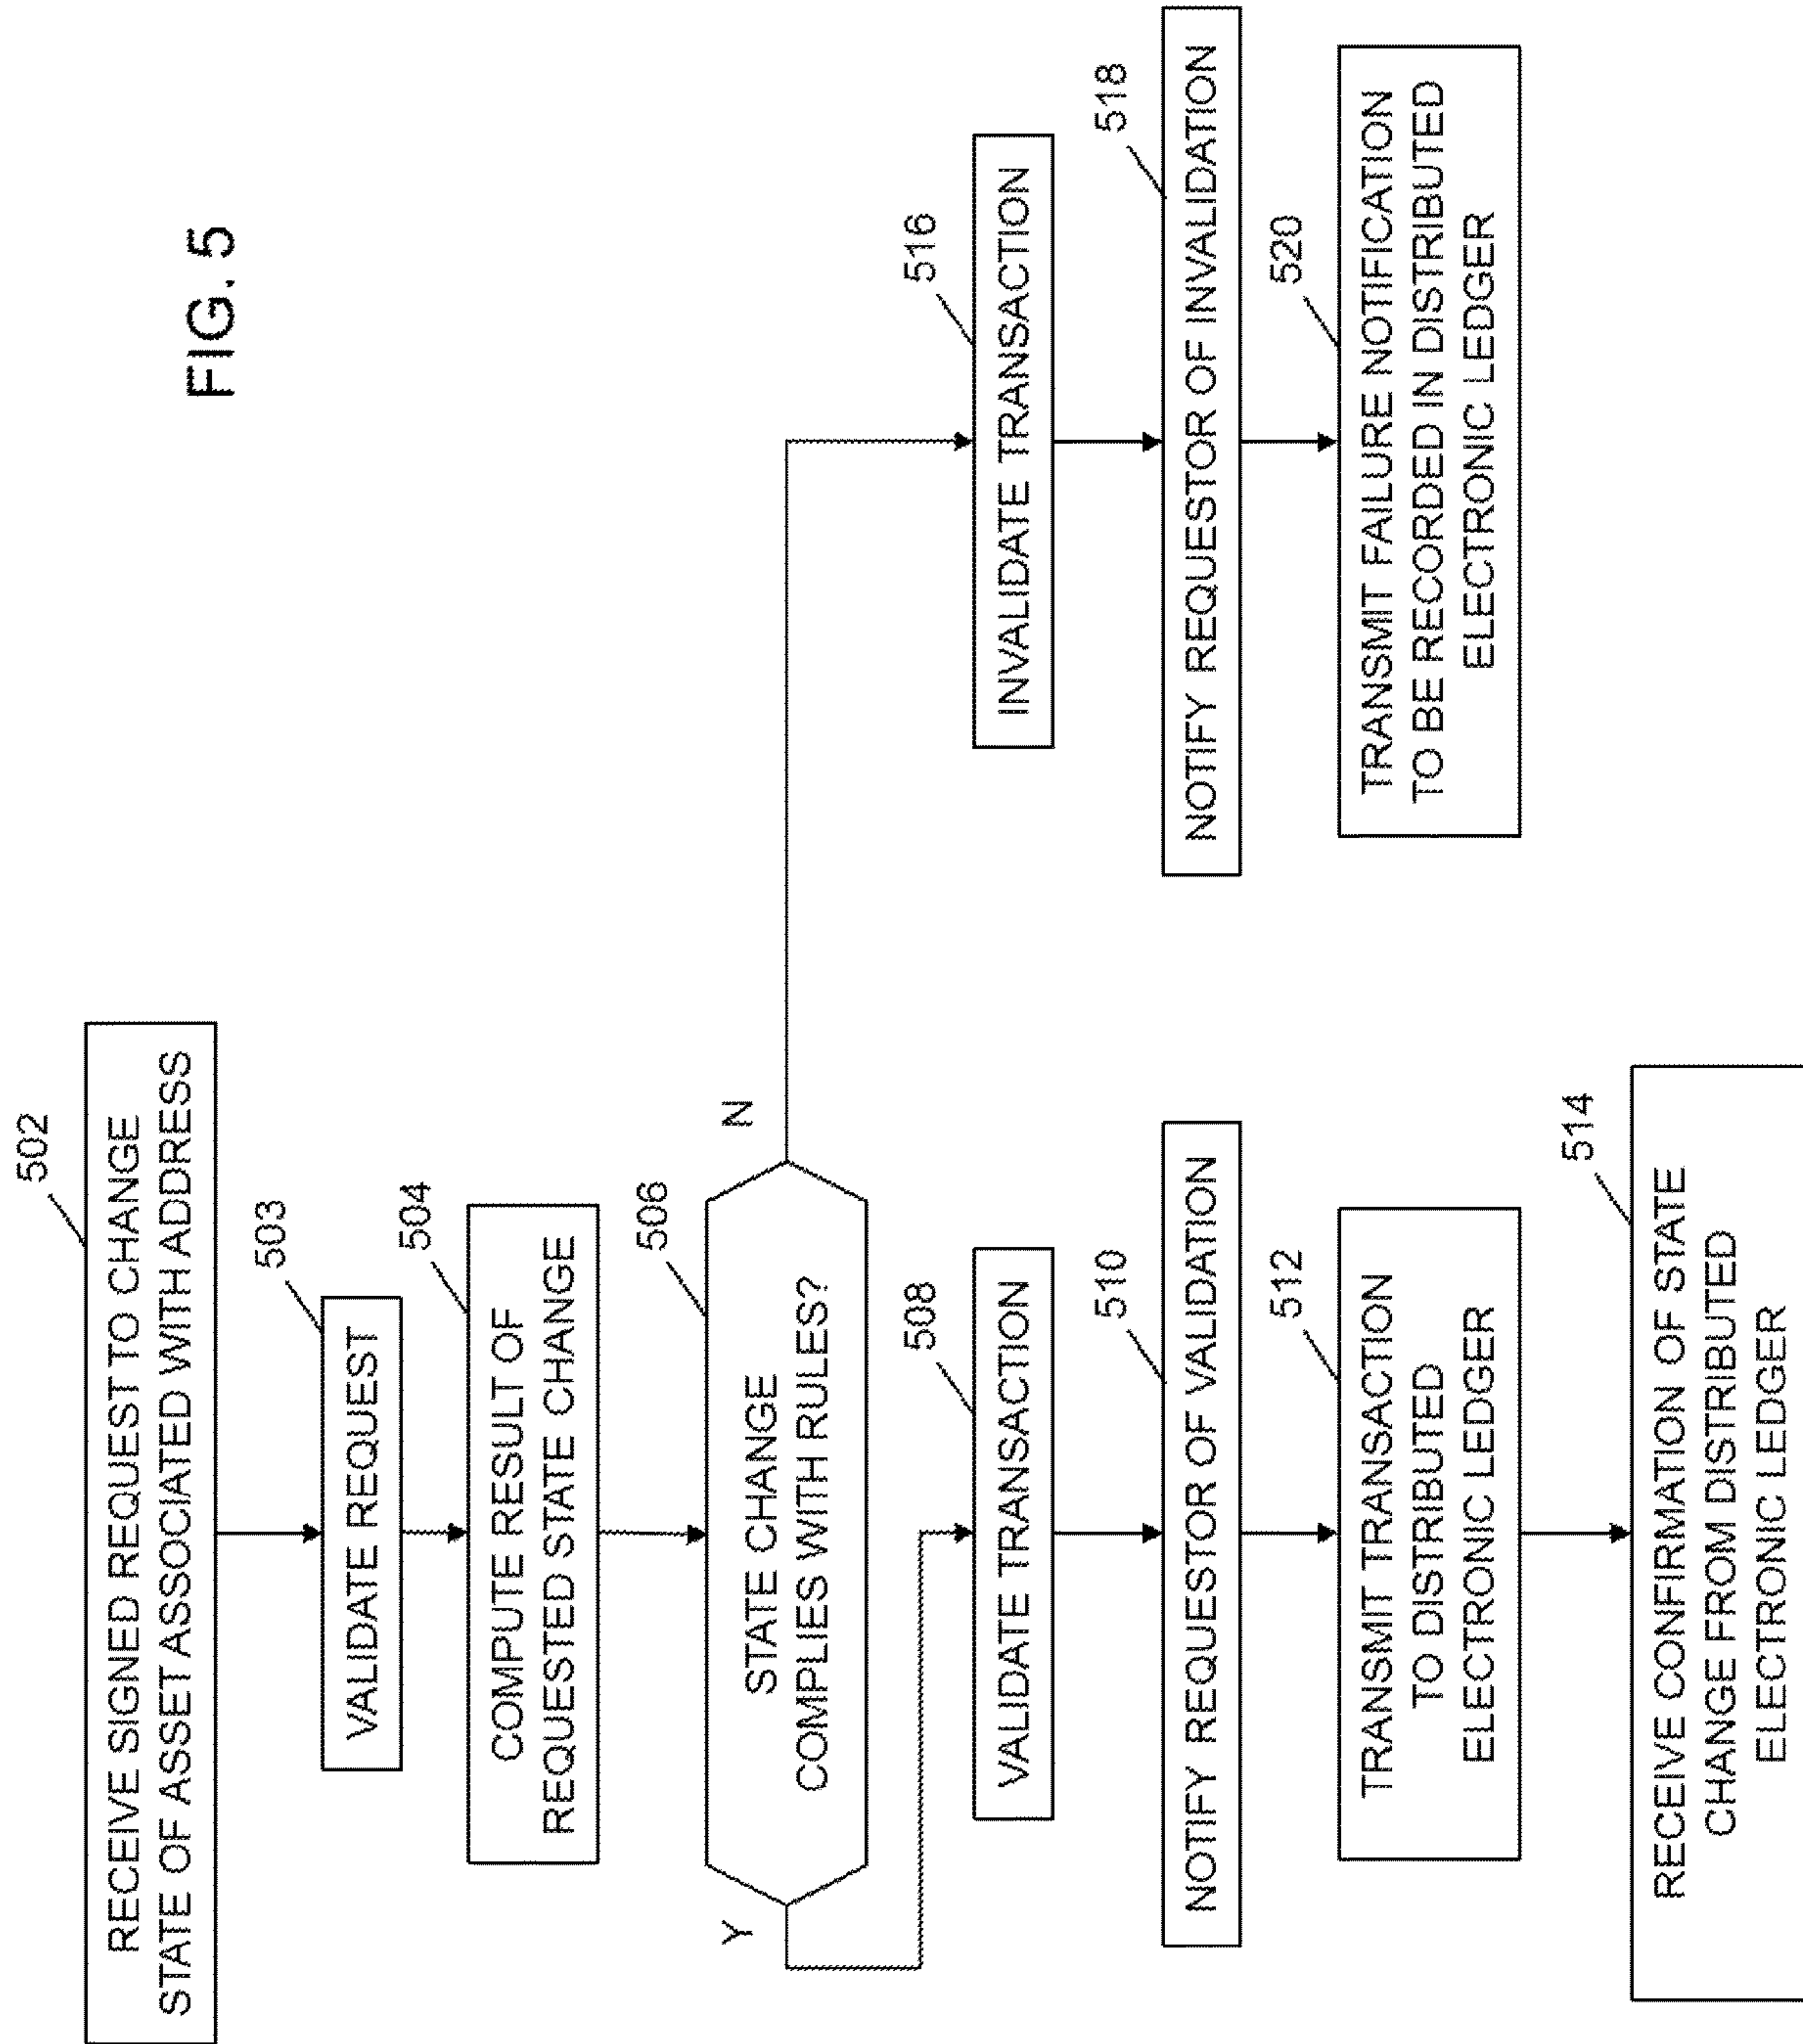 FIG. 5
502
RECEIVE SIGNED REQUEST TO CHANGE
STATE OF ASSET ASSOCIATED WITH ADDRESS
503
VALIDATE REQUEST
504
COMPUTE RESULT OF
REQUESTED STATE CHANGE
506
STATE CHANGE
COMPLIES WITH RULES?
Y
N
508
VALIDATE TRANSACTION
510
NOTIFY REQUESTOR OF VALIDATION
512
TRANSMIT TRANSACTION
TO DISTRIBUTED
ELECTRONIC LEDGER
514
RECEIVE CONFIRMATION OF STATE
CHANGE FROM DISTRIBUTED
ELECTRONIC LEDGER
516
INVALIDATE TRANSACTION
518
NOTIFY REQUESTOR OF INVALIDATION
520
TRANSMIT FAILURE NOTIFICATION
TO BE RECORDED IN DISTRIBUTED
ELECTRONIC LEDGER